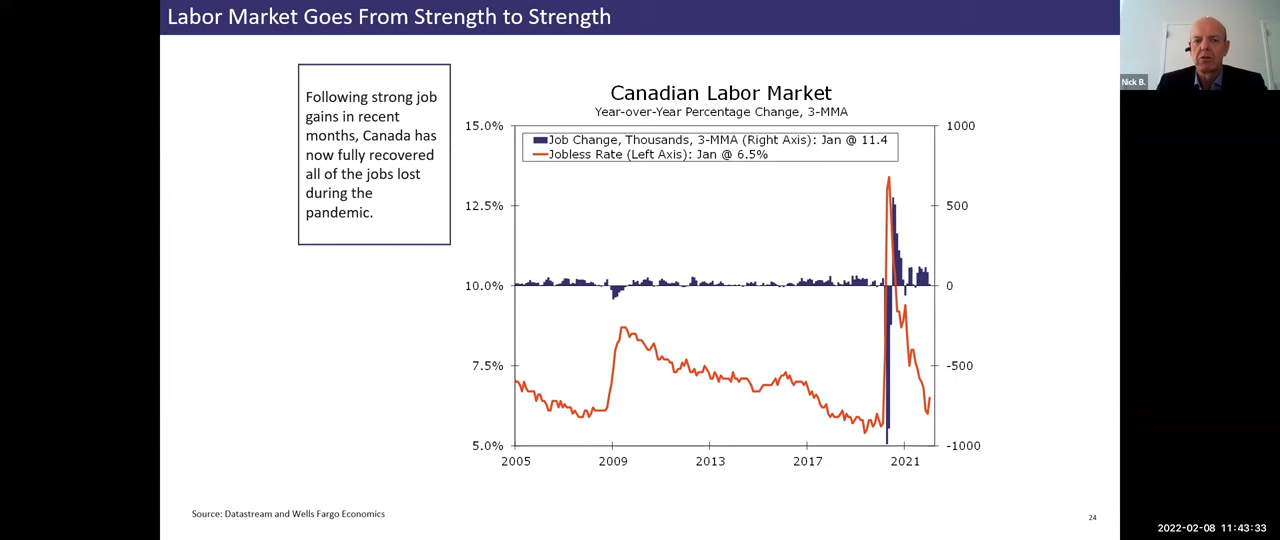 Labor Market Goes From Strength to Strength
Nick B.
Following strong job
gains in recent
months, Canada has
now fully recovered
all of the jobs lost
during the
pandemic.
Canadian Labor Market
Year-over-Year Percentage Change, 3-MMA
15.0%
12.5%
10.0%
7.5%
5.0%
1000
500
0
-500
-1000
Job Change, Thousands, 3-MMA (Right Axis): Jan @ 11.4
Jobless Rate (Left Axis): Jan @ 6.5%
2005 2009 2013 2017 2021
Source: Datastream and Wells Fargo Economics
24
2022-02-08 11:43:33